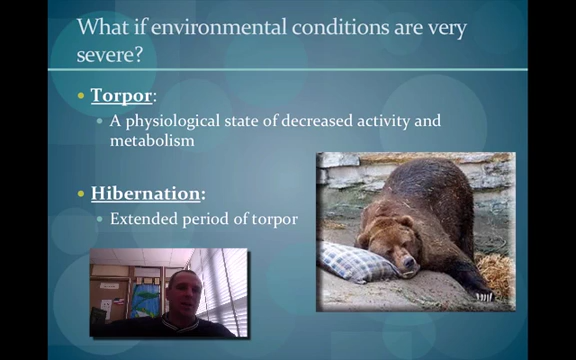 What if environmental conditions are very
severe?
Torpor:
A physiological state of decreased activity and
metabolism
Hibernation:
Extended period of torpor